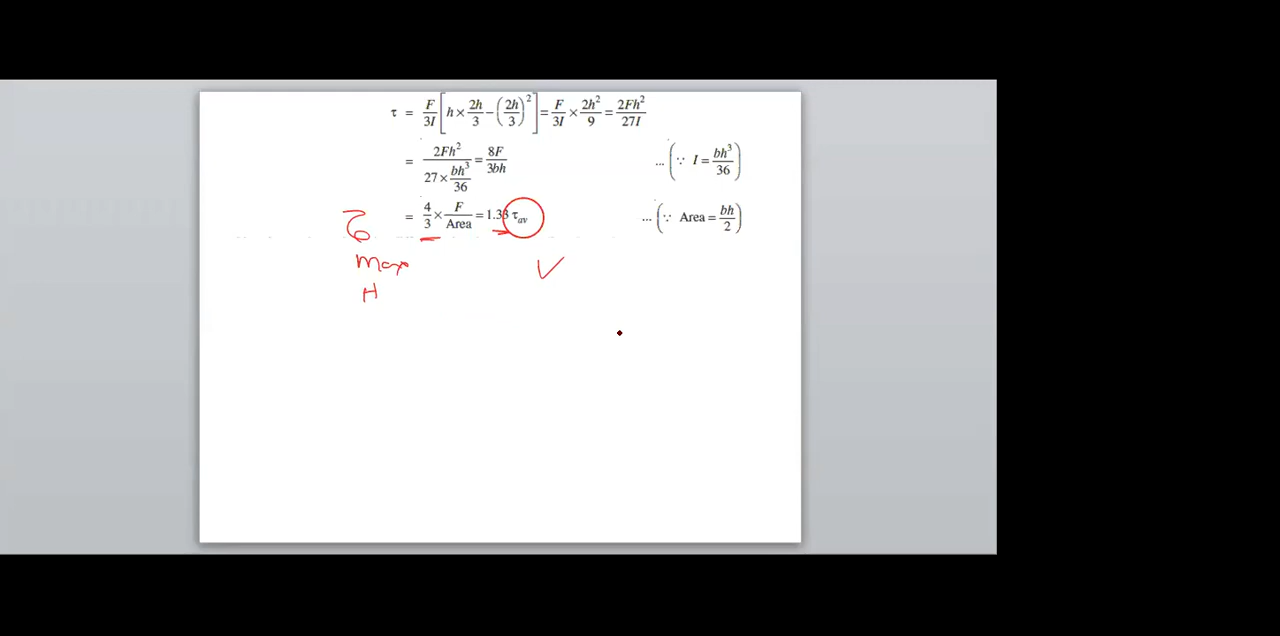 τ = F/3I [h × 2h/3 − (2h/3)²] = F/3I × 2h²/9 = 2Fh²/27I
= 2Fh²/(27 × bh³/36) = 8F/3bh ... (∵ I = bh³/36)
= 4/3 × F/Area = 1.33 τav ... (∵ Area = bh/2)
Max